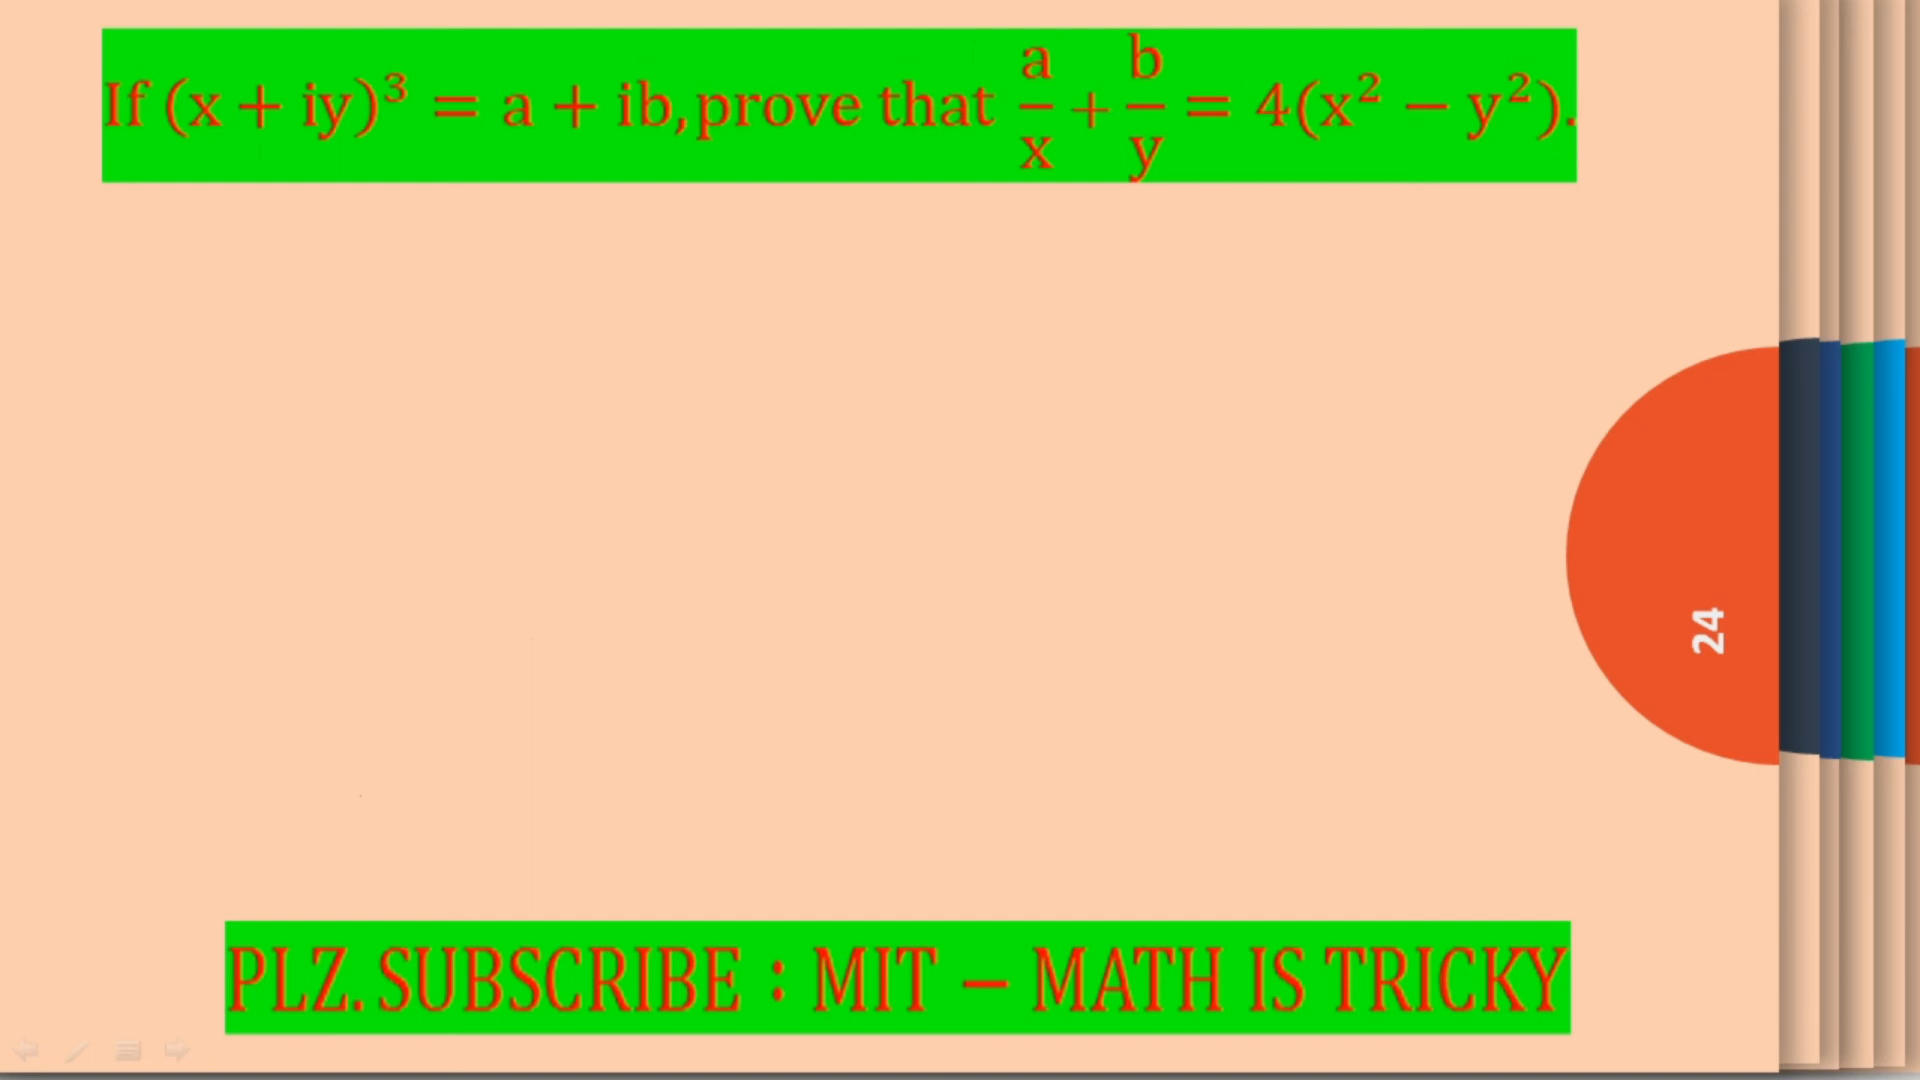 If (x + iy)³ = a + ib, prove that a/x + b/y = 4(x² − y²).
24
PLZ. SUBSCRIBE : MIT − MATH IS TRICKY